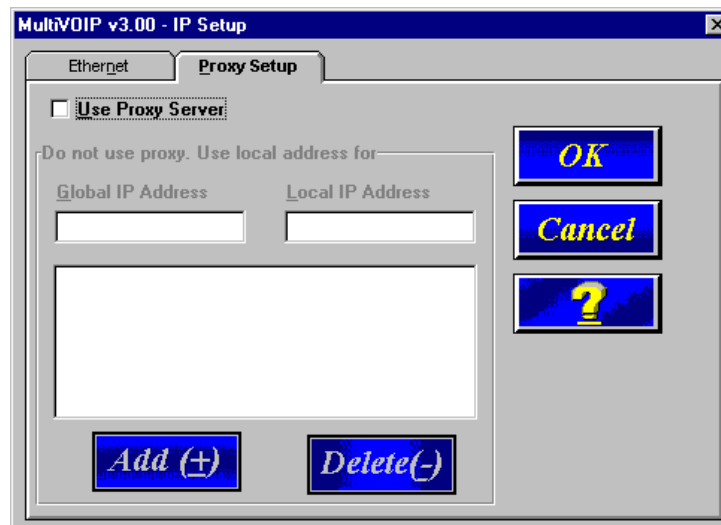 MultiVOIP v3.00 - IP Setup
Ethernet
Proxy Setup
Use Proxy Server
Do not use proxy. Use local address for
Global IP Address
Local IP Address
OK
Cancel
?
Add (+)
Delete(-)